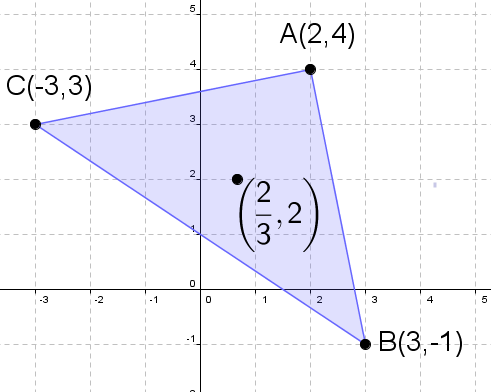 5
A(2,4)
4
C(-3,3)
3
2
(2/3, 2)
1
-3 -2 -1 0 1 2 3 4 5
-1
B(3,-1)